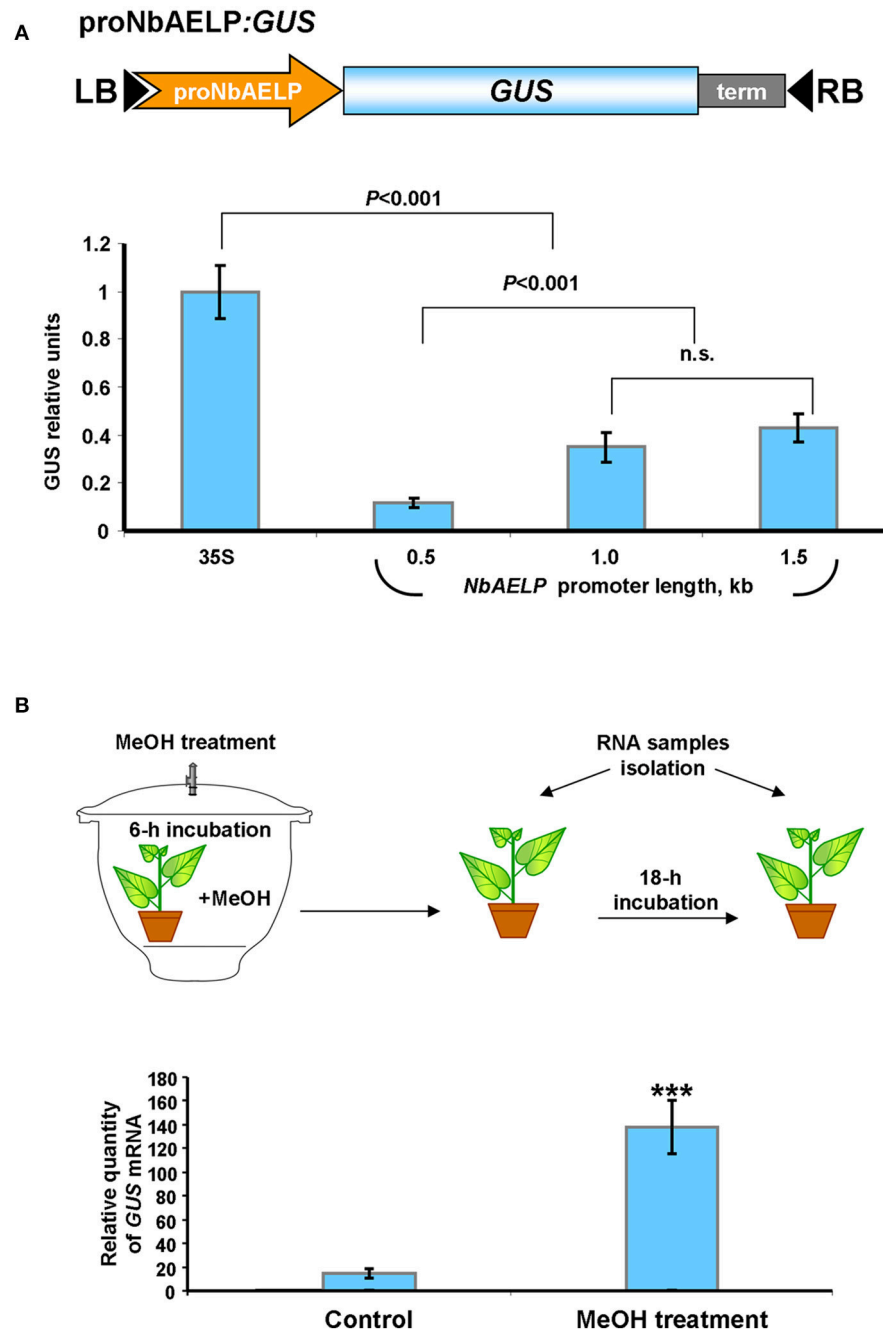 A
proNbAELP:GUS
LB
proNbAELP
GUS
term
RB
P<0.001
P<0.001
n.s.
GUS relative units
1.2
1
0.8
0.6
0.4
0.2
0
35S
0.5
1.0
1.5
NbAELP promoter length, kb
B
MeOH treatment
6-h incubation
+MeOH
RNA samples
isolation
18-h
incubation
Relative quantity
of GUS mRNA
180
160
140
120
100
80
60
40
20
0
***
Control
MeOH treatment